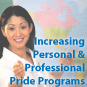 Increasing
Personal &
Professional
Pride Programs